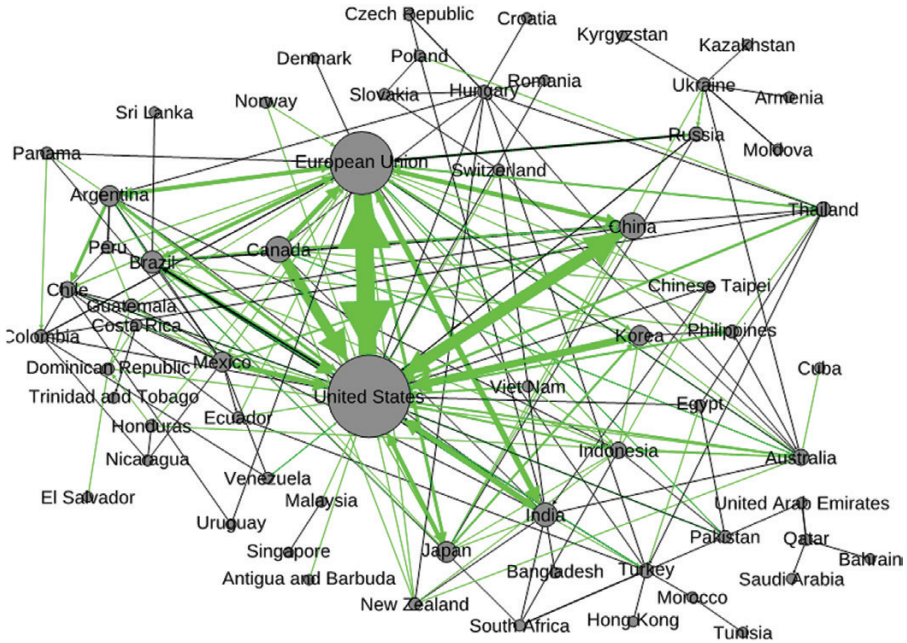 Czech Republic
Croatia
Kyrgyzstan
Kazakhstan
Denmark
Poland
Slovakia
Hungary
Romania
Ukraine
Armenia
Norway
Sri Lanka
Russia
Moldova
Panama
European Union
Switzerland
Argentina
Thailand
China
Peru
Brazil
Canada
Chile
Guatemala
Chinese Taipei
Colombia
Costa Rica
Korea
Philippines
Dominican Republic
Mexico
Cuba
Trinidad and Tobago
United States
Viet Nam
Egypt
Honduras
Ecuador
Indonesia
Australia
Nicaragua
Venezuela
El Salvador
Malaysia
United Arab Emirates
Uruguay
India
Pakistan
Qatar
Singapore
Japan
Bahrain
Antigua and Barbuda
Bangladesh
Turkey
Saudi Arabia
New Zealand
Morocco
South Africa
Hong Kong
Tunisia